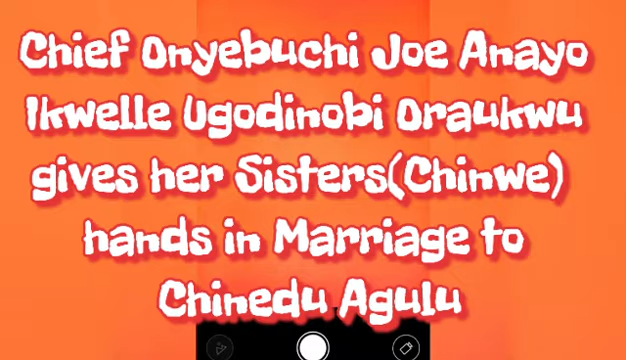 Chief Onyebuchi Joe Anayo
Ikwelle Ugodinobi Oraukwu
gives her Sisters(Chinwe)
hands in Marriage to
Chinedu Agulu